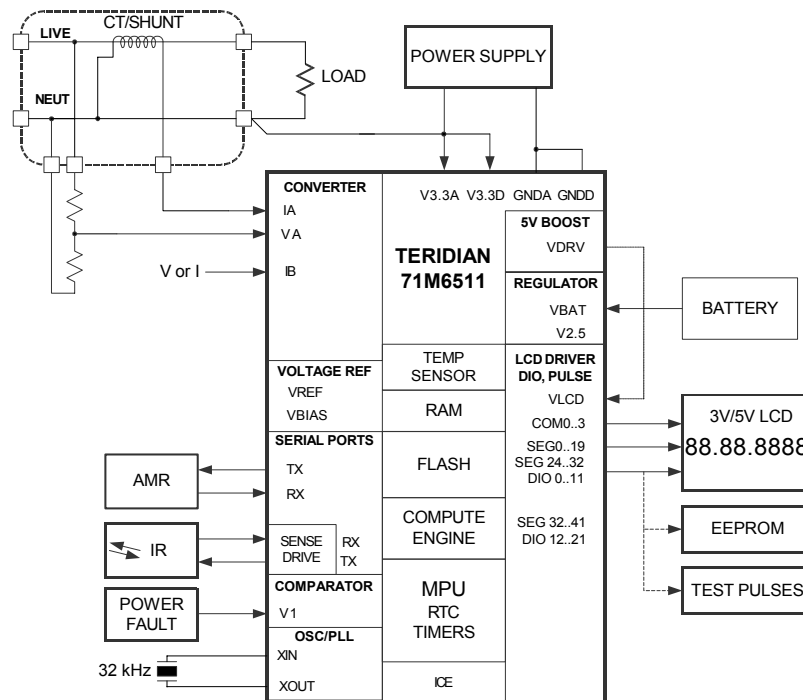 CT/SHUNT
LIVE
NEUT
LOAD
POWER SUPPLY
CONVERTER
IA
VA
IB
V or I
V3.3A V3.3D GNDA GNDD
TERIDIAN
71M6511
5V BOOST
VDRV
REGULATOR
VBAT
V2.5
BATTERY
VOLTAGE REF
VREF
VBIAS
TEMP
SENSOR
RAM
LCD DRIVER
DIO, PULSE
VLCD
COM0..3
SEG0..19
SEG 24..32
DIO 0..11
SEG 32..41
DIO 12..21
3V/5V LCD
88.88.8888
EEPROM
TEST PULSES
SERIAL PORTS
TX
RX
AMR
FLASH
IR
SENSE
DRIVE
RX
TX
COMPUTE
ENGINE
COMPARATOR
V1
POWER
FAULT
MPU
RTC
TIMERS
OSC/PLL
XIN
XOUT
32 kHz
ICE